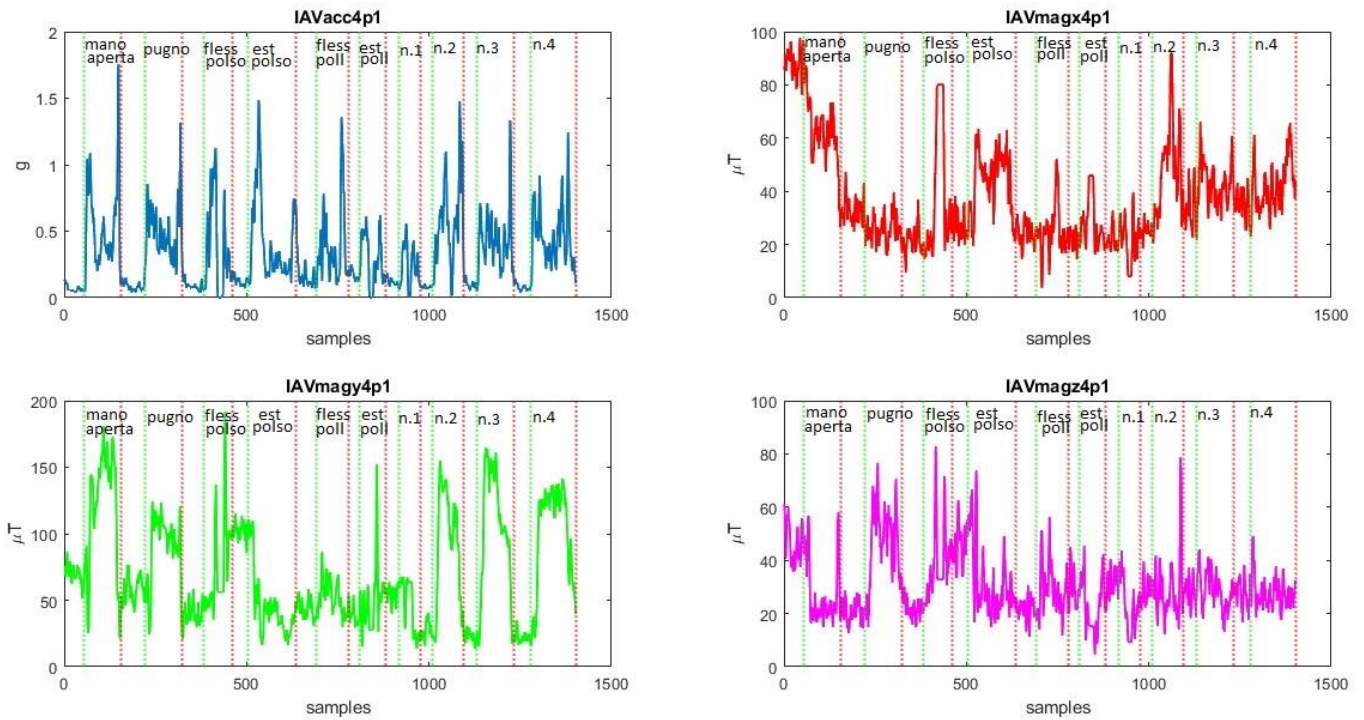 IAVacc4p1
2
1.5
1
0.5
0
g
mano
aperta
pugno
fless
polso
est
polso
fless
poll
est
poll
n.1
n.2
n.3
n.4
0
500
1000
1500
samples
IAVmagx4p1
100
80
60
40
20
0
μT
mano
aperta
pugno
fless
polso
est
polso
fless
poll
est
poll
n.1
n.2
n.3
n.4
0
500
1000
1500
samples
IAVmagy4p1
200
150
100
50
0
μT
mano
aperta
pugno
fless
polso
est
polso
fless
poll
est
poll
n.1
n.2
n.3
n.4
0
500
1000
1500
samples
IAVmagz4p1
100
80
60
40
20
0
μT
mano
aperta
pugno
fless
polso
est
polso
fless
poll
est
poll
n.1
n.2
n.3
n.4
0
500
1000
1500
samples